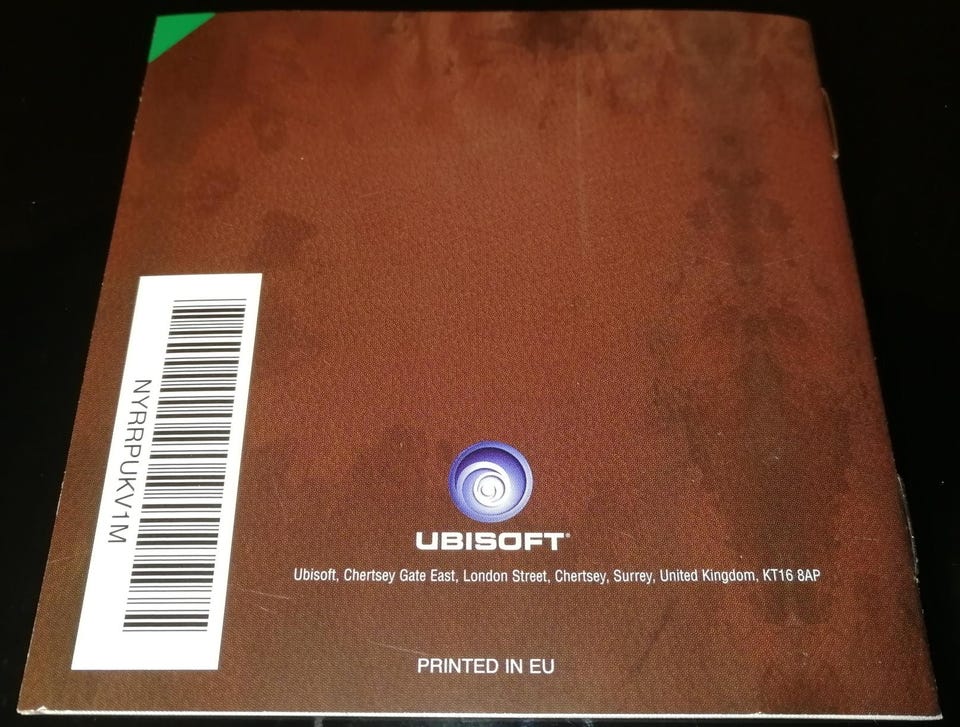 NYRRPUKV1M
UBISOFT®
Ubisoft, Chertsey Gate East, London Street, Chertsey, Surrey, United Kingdom, KT16 8AP
PRINTED IN EU